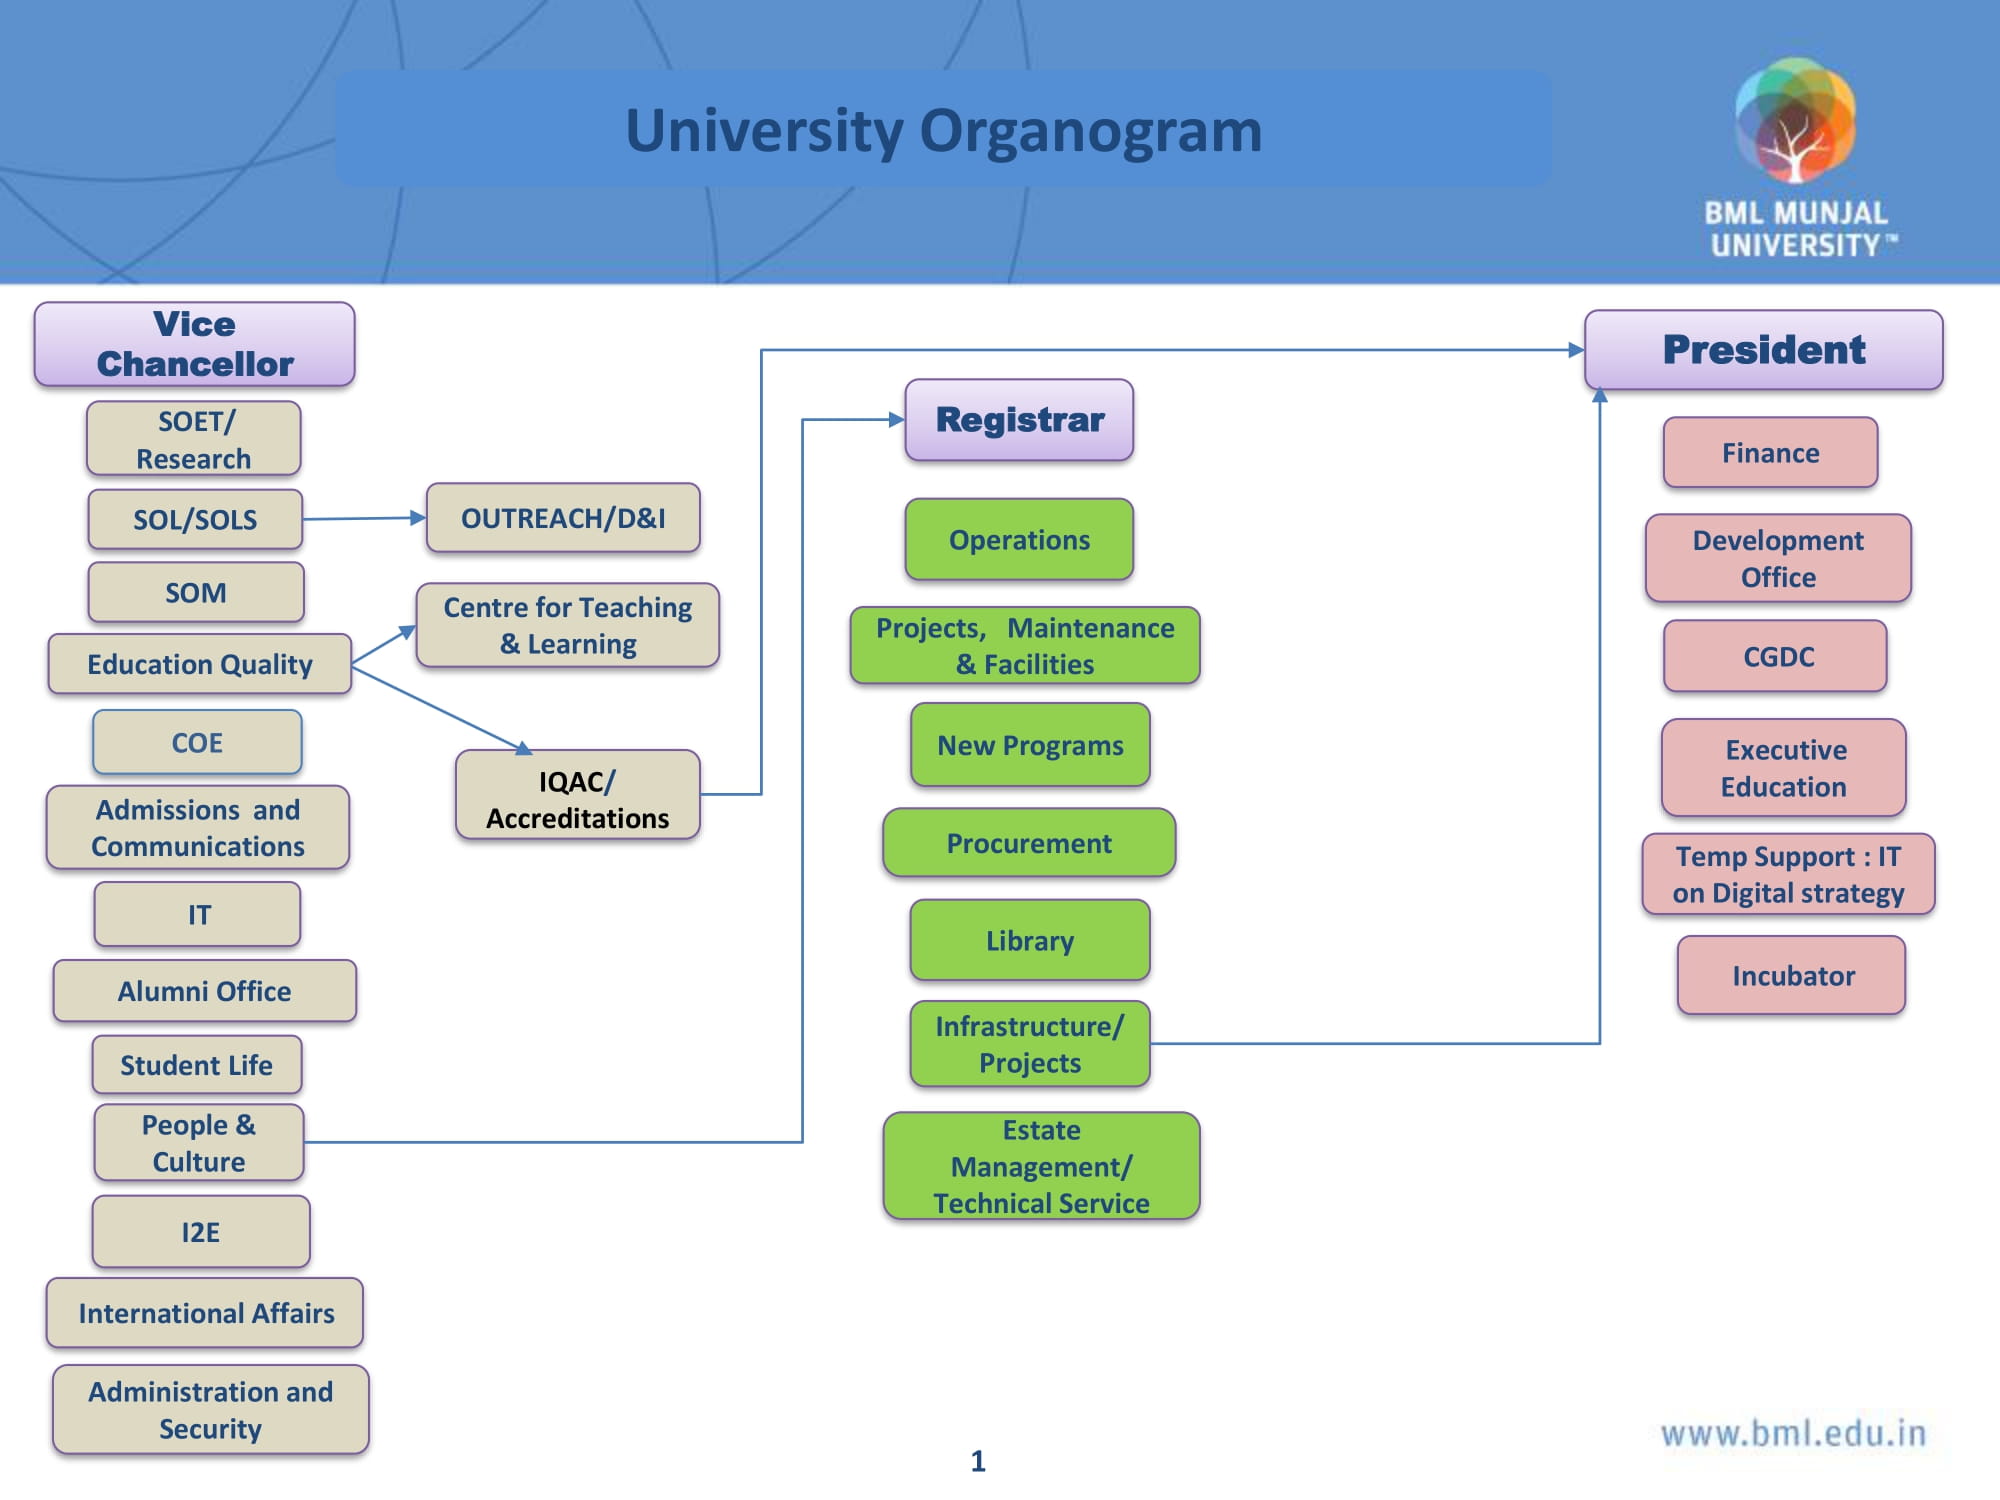 University Organogram
BML MUNJAL
UNIVERSITY™
Vice
Chancellor
SOET/
Research
SOL/SOLS
SOM
Education Quality
COE
Admissions and
Communications
IT
Alumni Office
Student Life
People &
Culture
I2E
International Affairs
Administration and
Security
OUTREACH/D&I
Centre for Teaching
& Learning
IQAC/
Accreditations
Registrar
Operations
Projects, Maintenance
& Facilities
New Programs
Procurement
Library
Infrastructure/
Projects
Estate
Management/
Technical Service
President
Finance
Development
Office
CGDC
Executive
Education
Temp Support : IT
on Digital strategy
Incubator
www.bml.edu.in
1